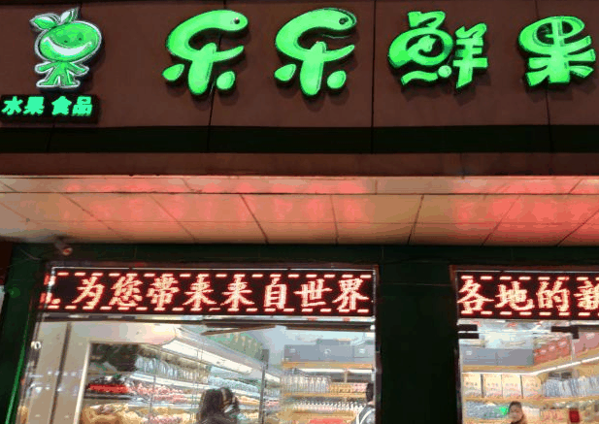 乐乐鲜果
水果 食品
为您带来来自世界
各地的新